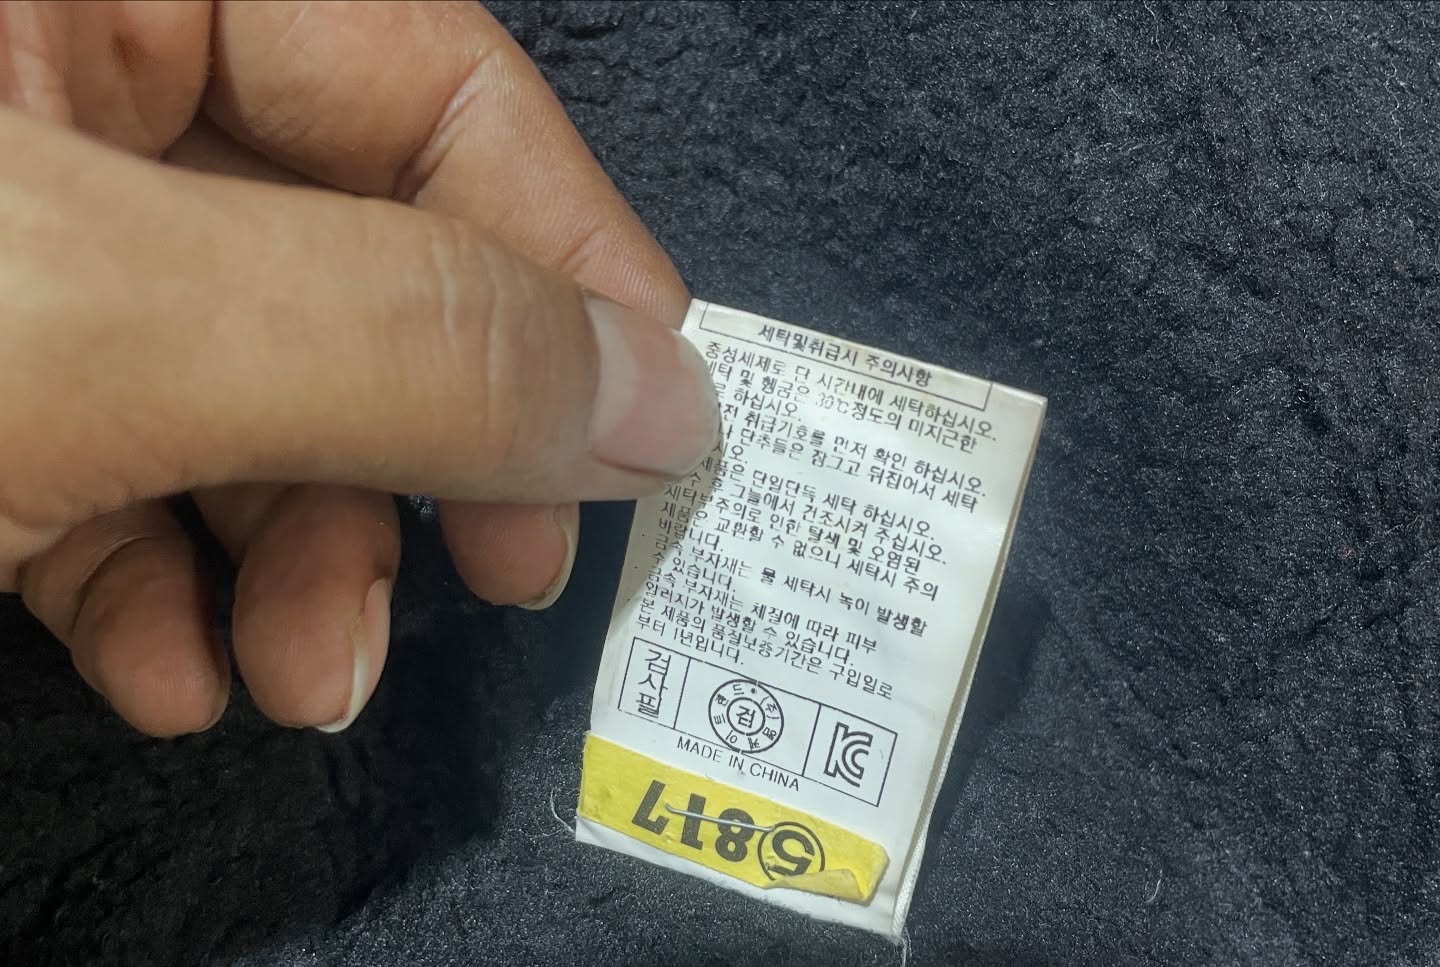 세탁및취급시 주의사항
중성세제로 단 시간내에 세탁하십시오.
세탁 및 헹굼은 30℃정도의 미지근한
하십시오.
전 취급기호를 먼저 확인 하십시오.
단추들은 잠그고 뒤집어서 세탁
시오.
제품은 단일단독 세탁 하십시오.
수 후 그늘에서 건조시켜 주십시오.
세탁부주의로 인한 탈색 및 오염된
제품은 교환할 수 없으니 세탁시 주의
바랍니다.
금속 부자재는 물 세탁시 녹이 발생할
수 있습니다.
금속 부자재는 체질에 따라 피부
알러지가 발생할 수 있습니다.
본 제품의 품질보증기간은 구입일로
부터 1년입니다.
검사필
검
MADE IN CHINA
⑤817